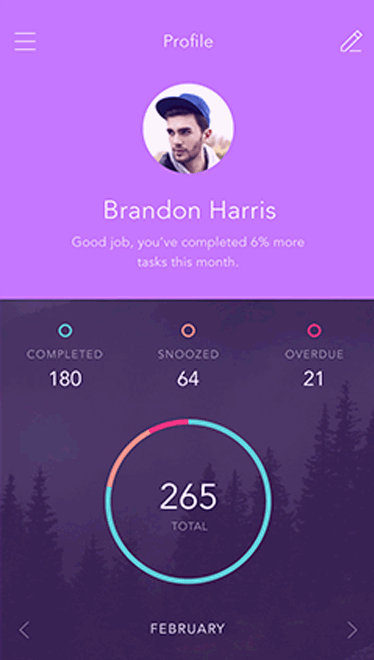 Profile
Brandon Harris
Good job, you've completed 6% more
tasks this month.
COMPLETED
SNOOZED
OVERDUE
180
64
21
265
TOTAL
FEBRUARY